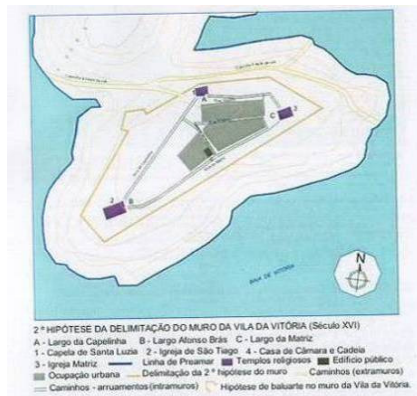 A
C
3
2
B
N
BAIA DE VITÓRIA
2ª HIPÓTESE DA DELIMITAÇÃO DO MURO DA VILA DA VITÓRIA (Século XVI)
A - Largo da Capelinha B - Largo Afonso Brás C - Largo da Matriz
1 - Capela de Santa Luzia 2 - Igreja de São Tiago 4 - Casa de Câmara e Cadeia
3 - Igreja Matriz Linha de Preamar Templos religiosos Edifício público
Ocupação urbana Delimitação da 2ª hipótese do muro Caminhos (extramuros)
Caminhos - arruamentos (intramuros) Hipótese de baluarte no muro da Vila da Vitória.